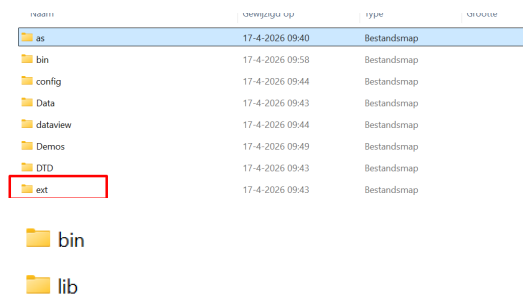 Naam Gewijzigd op Type Grootte
as 17-4-2026 09:40 Bestandsmap
bin 17-4-2026 09:58 Bestandsmap
config 17-4-2026 09:44 Bestandsmap
Data 17-4-2026 09:43 Bestandsmap
dataview 17-4-2026 09:44 Bestandsmap
Demos 17-4-2026 09:49 Bestandsmap
DTD 17-4-2026 09:43 Bestandsmap
ext 17-4-2026 09:43 Bestandsmap
bin
lib